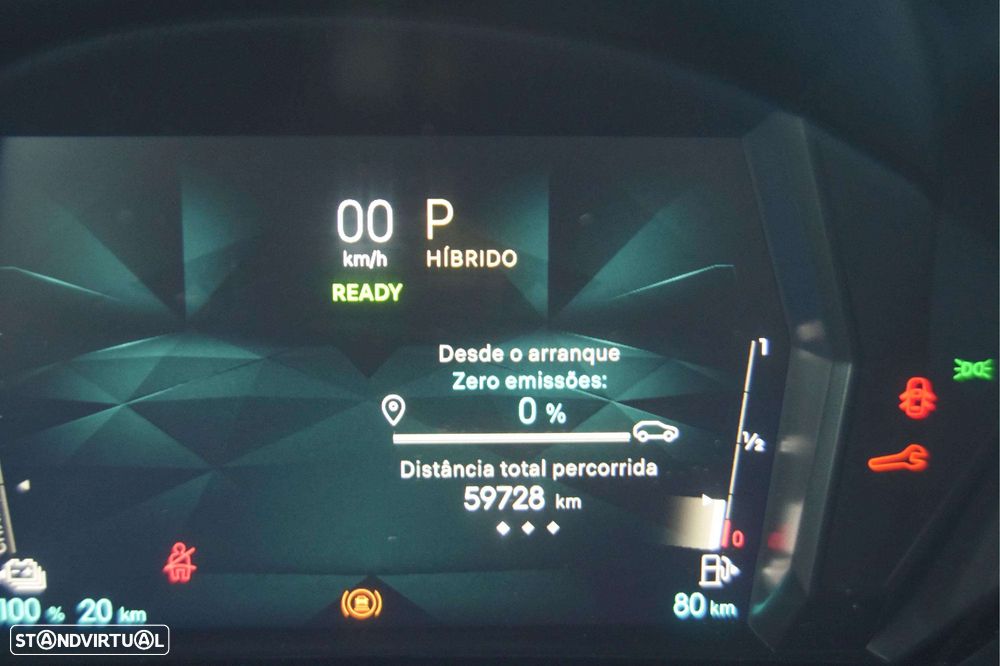 00 P
km/h HÍBRIDO
READY
Desde o arranque
Zero emissões:
0 %
Distância total percorrida
59728 km
1
1/2
0
100 % 20 km
80 km
STANDVIRTUAL